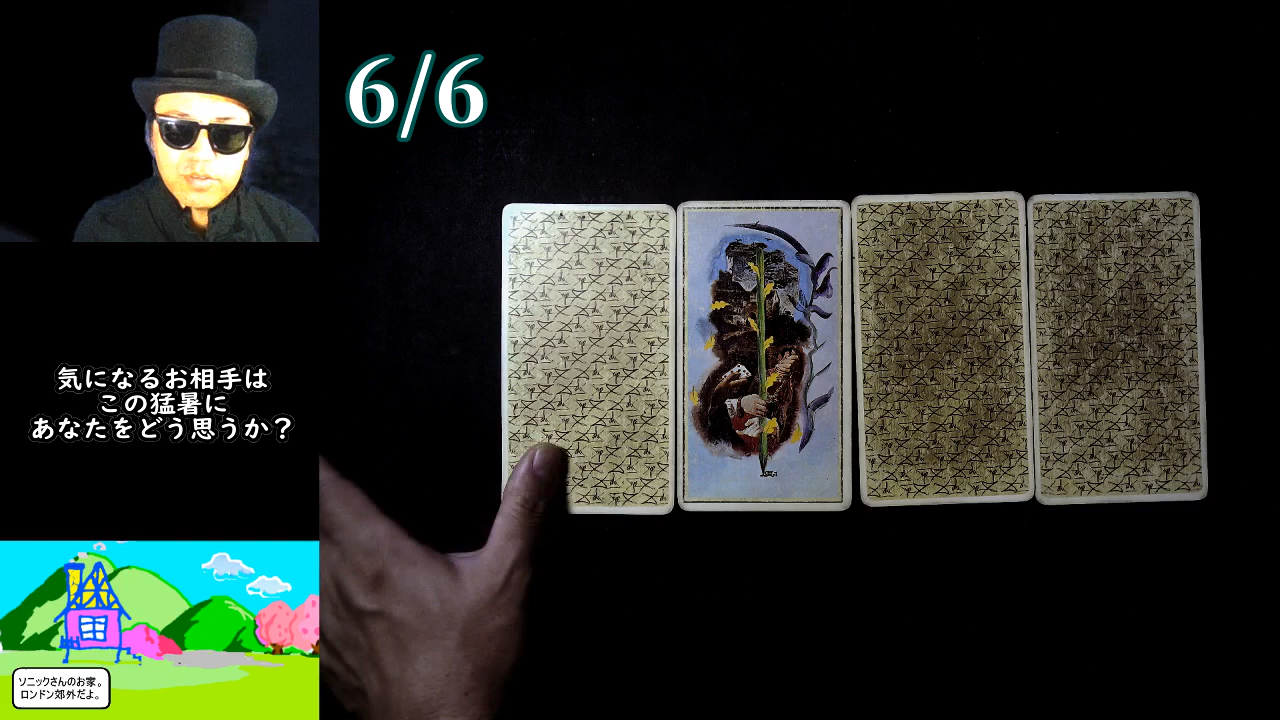 6/6
気になるお相手は
この猛暑に
あなたをどう思うか？
ソニックさんのお家。
ロンドン郊外だよ。